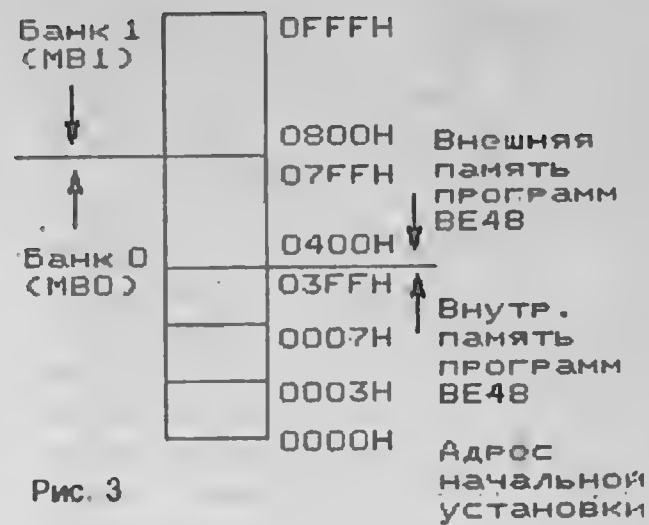 Банк 1
(MB1)
0FFFH
0800H
07FFH
Внешняя
память
программ
ВЕ48
0400H
03FFH
Банк 0
(MB0)
0007H
0003H
Внутр.
память
программ
ВЕ48
0000H
Адрес
начальной
установки
Рис. 3